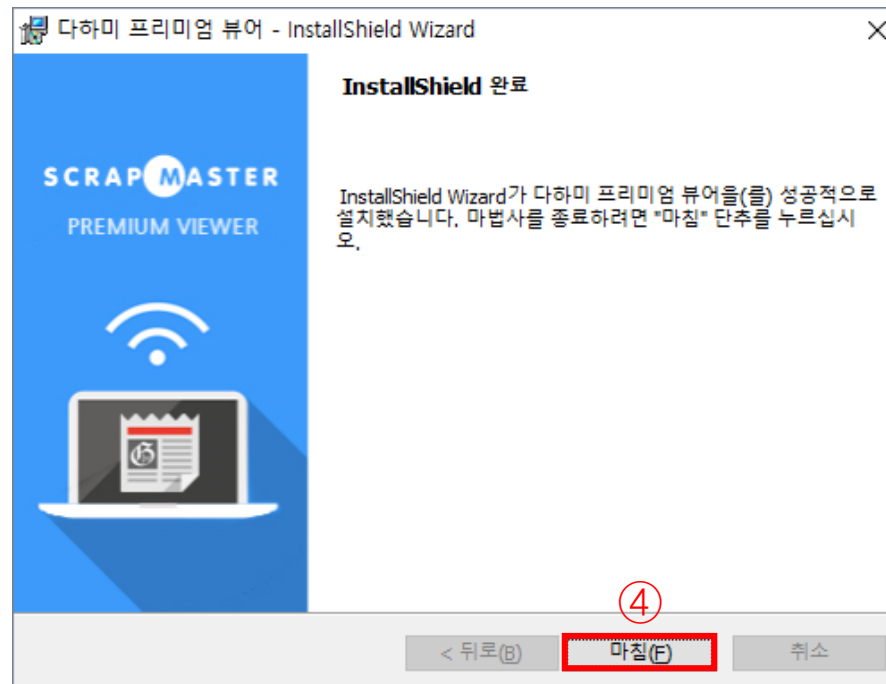 다하미 프리미엄 뷰어 - InstallShield Wizard
InstallShield 완료
SCRAP MASTER
PREMIUM VIEWER
InstallShield Wizard가 다하미 프리미엄 뷰어을(를) 성공적으로
설치했습니다. 마법사를 종료하려면 "마침" 단추를 누르십시
오.
④
< 뒤로(B)
마침(F)
취소